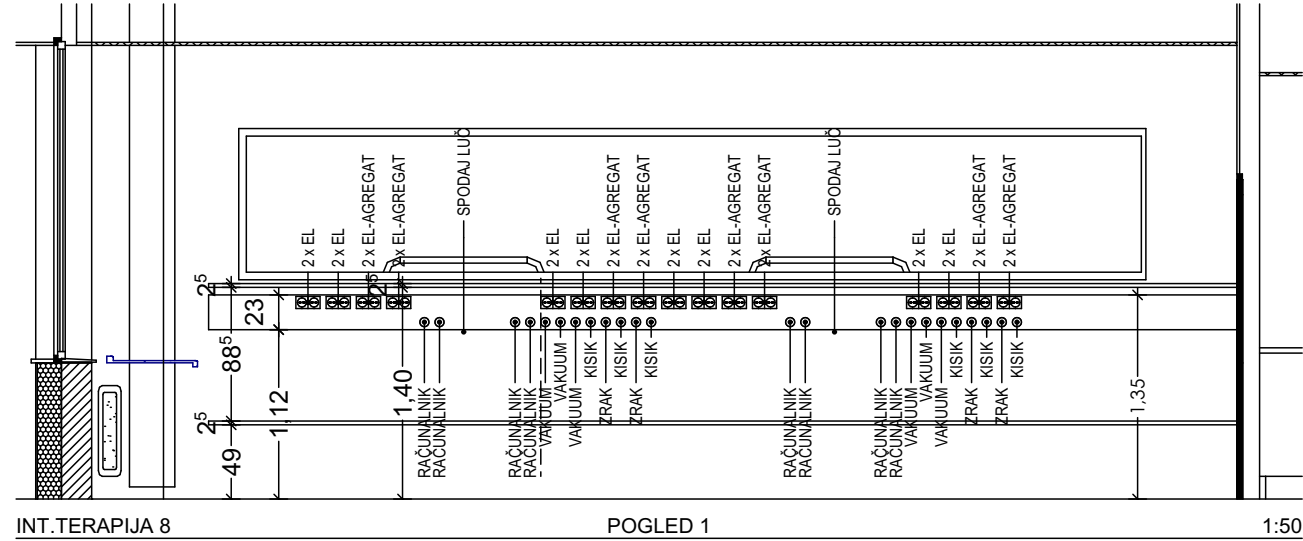 2 x EL
2 x EL
2 x EL-AGREGAT
2 x EL-AGREGAT
SPODAJ LUČ
2 x EL
2 x EL
2 x EL-AGREGAT
2 x EL-AGREGAT
2 x EL
2 x EL
2 x EL-AGREGAT
2 x EL-AGREGAT
SPODAJ LUČ
2 x EL
2 x EL
2 x EL-AGREGAT
2 x EL-AGREGAT
2⁵
2⁵
23
88⁵
1,12
1,40
1,35
2⁵
49
RAČUNALNIK
RAČUNALNIK
RAČUNALNIK
RAČUNALNIK
VAKUUM
VAKUUM
VAKUUM
KISIK
ZRAK
KISIK
ZRAK
KISIK
RAČUNALNIK
RAČUNALNIK
RAČUNALNIK
RAČUNALNIK
VAKUUM
VAKUUM
VAKUUM
KISIK
ZRAK
KISIK
ZRAK
KISIK
INT.TERAPIJA 8
POGLED 1
1:50